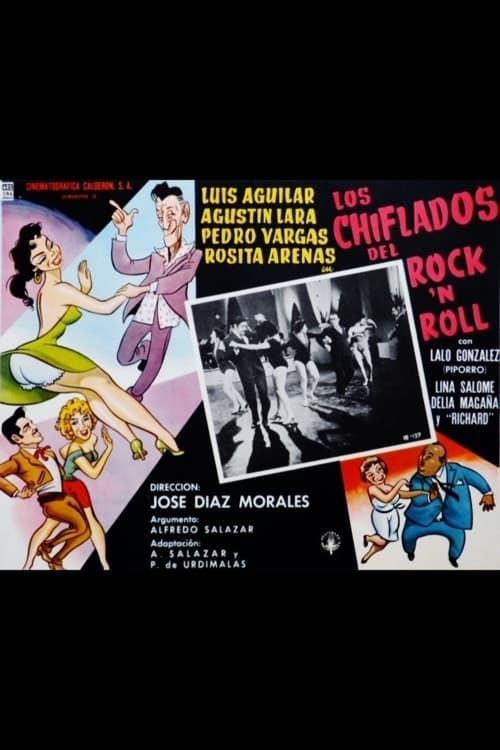 CINEMATOGRAFICA CALDERON, S. A.
LUIS AGUILAR
AGUSTIN LARA
PEDRO VARGAS
ROSITA ARENAS
en
LOS
CHIFLADOS
DEL
ROCK
'N
ROLL
con
LALO GONZALEZ
(PIPORRO)
LINA SALOME
DELIA MAGAÑA
y "RICHARD"
DIRECCION:
JOSE DIAZ MORALES
Argumento:
ALFREDO SALAZAR
Adaptación:
A. SALAZAR y
P. de URDIMALAS